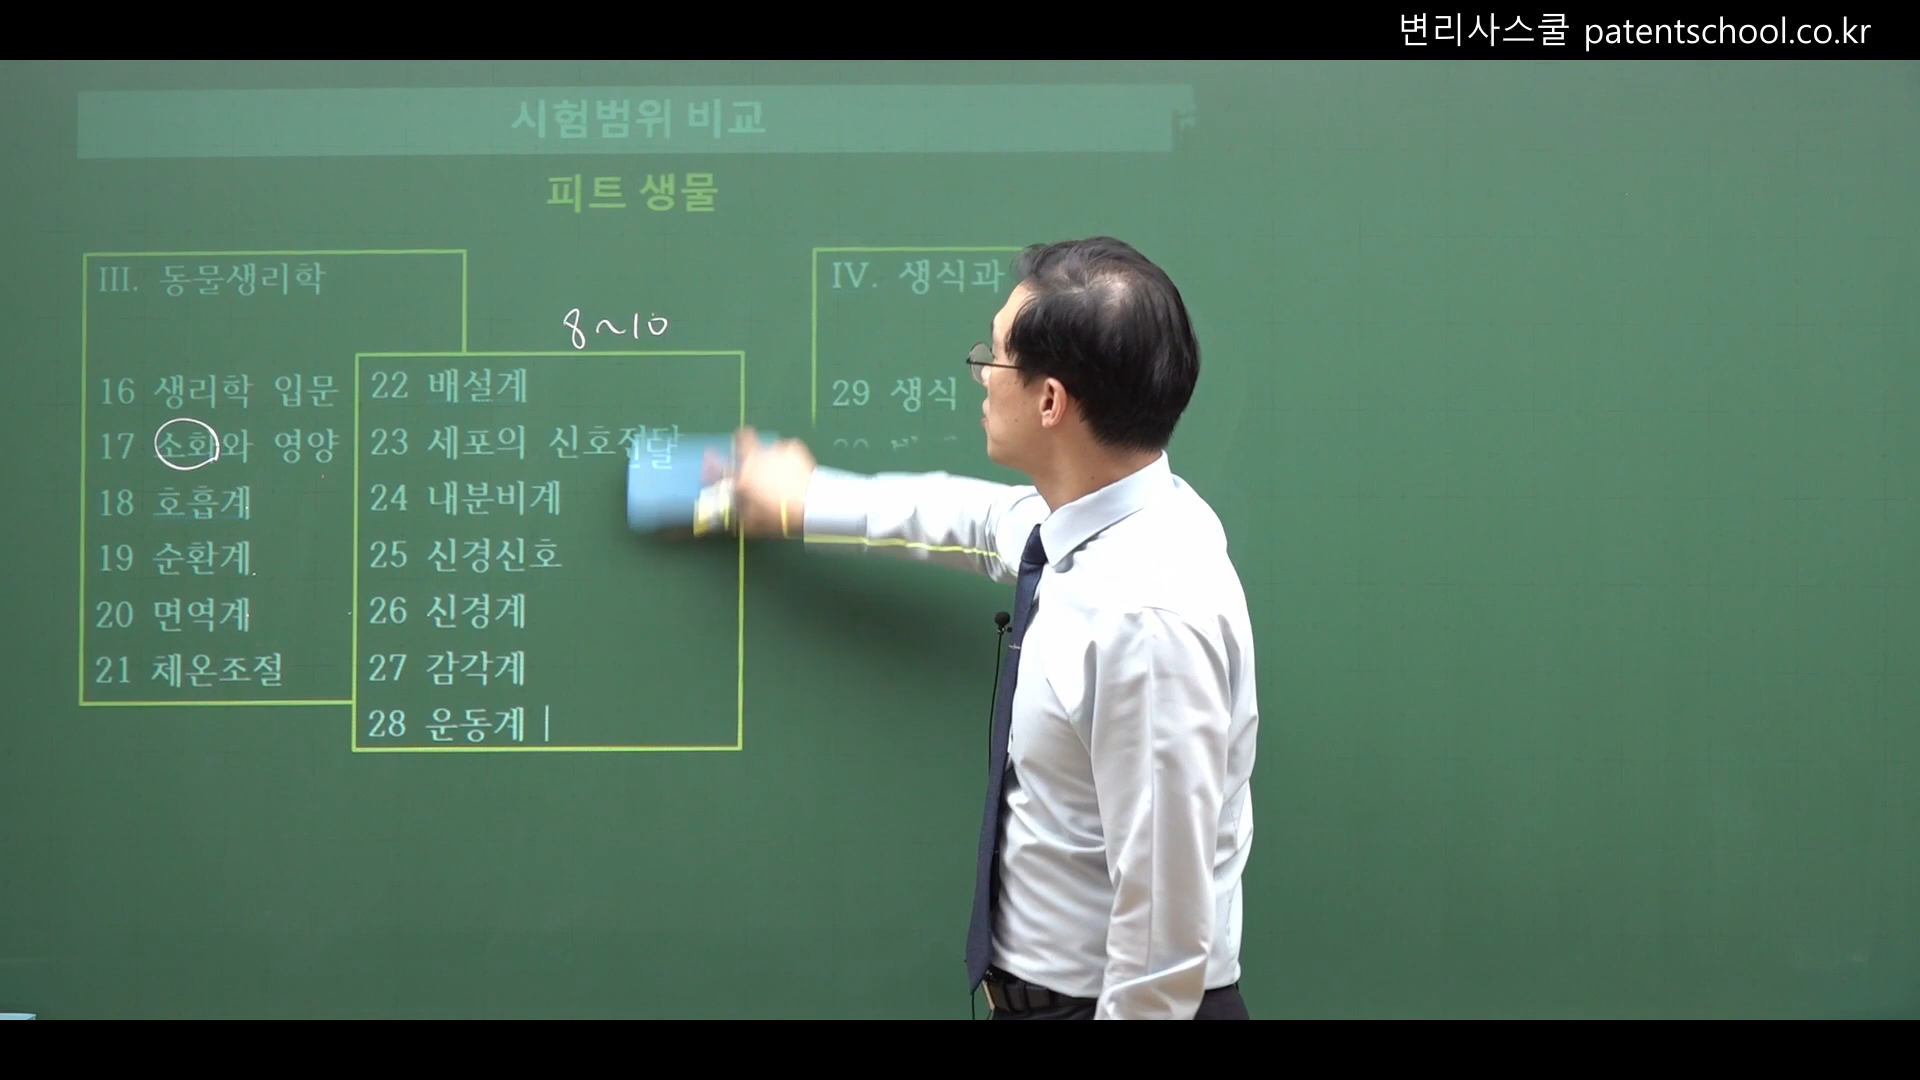 변리사스쿨 patentschool.co.kr
시험범위 비교
피트 생물
III. 동물생리학
16 생리학 입문
17 소화와 영양
18 호흡계
19 순환계
20 면역계
21 체온조절
8~10
22 배설계
23 세포의 신호전달
24 내분비계
25 신경신호
26 신경계
27 감각계
28 운동계
IV. 생식과
29 생식